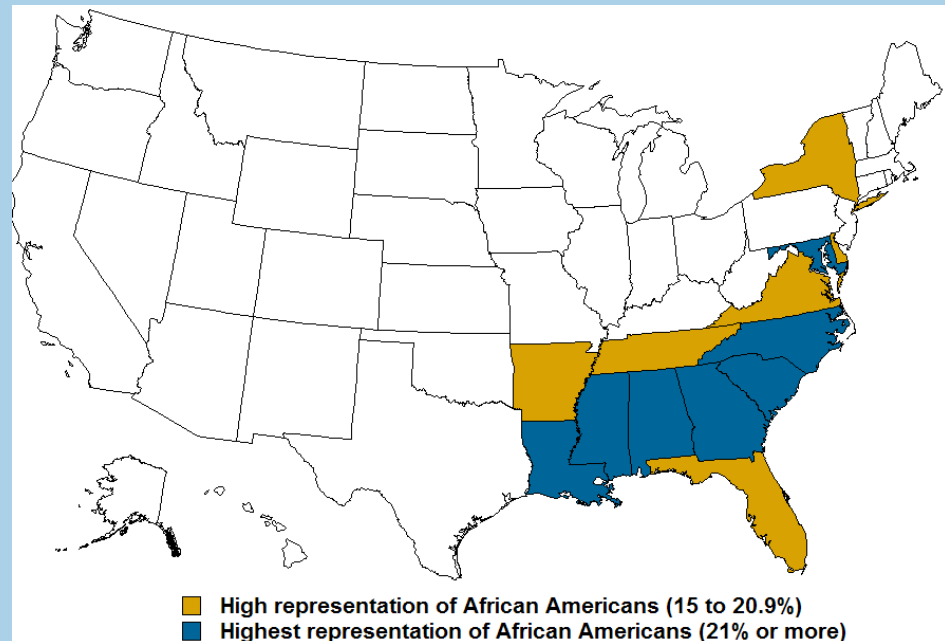 High representation of African Americans (15 to 20.9%)
Highest representation of African Americans (21% or more)